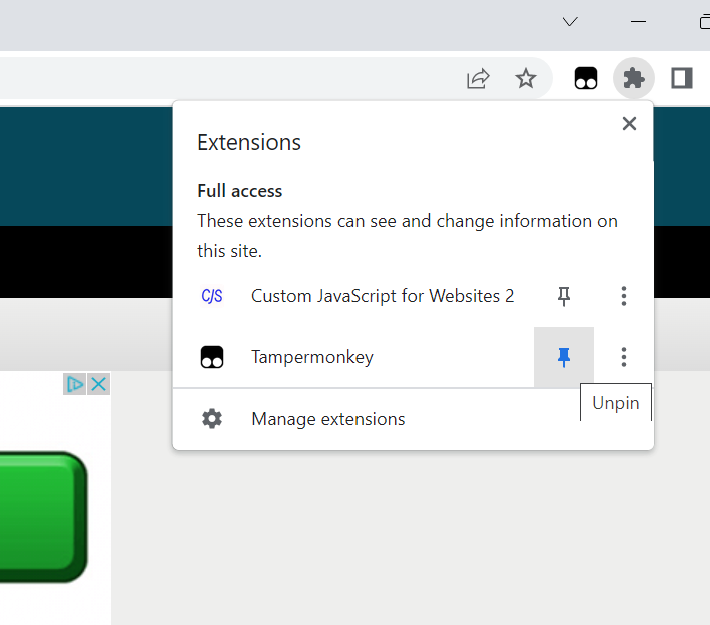 Extensions
Full access
These extensions can see and change information on
this site.
CJS Custom JavaScript for Websites 2
Tampermonkey
Unpin
Manage extensions